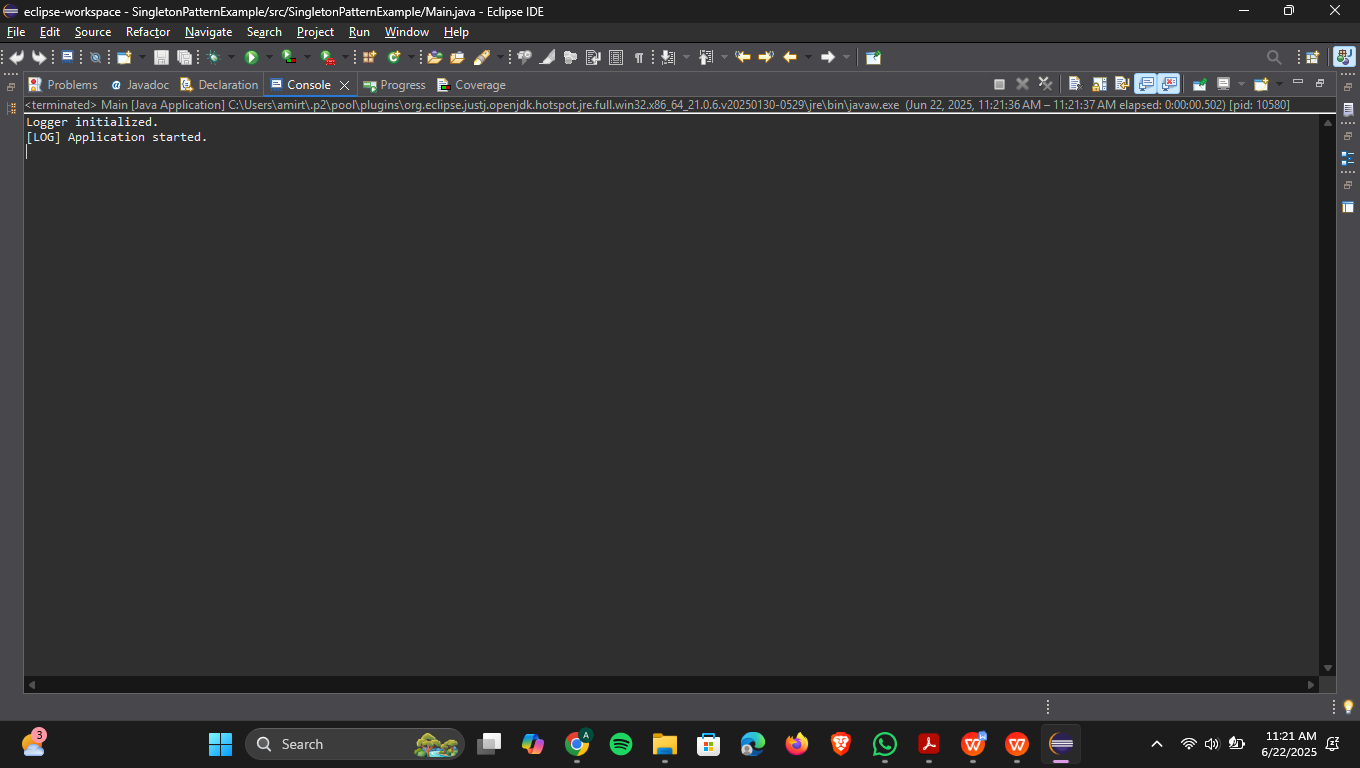 eclipse-workspace - SingletonPatternExample/src/SingletonPatternExample/Main.java - Eclipse IDE
File Edit Source Refactor Navigate Search Project Run Window Help
Problems Javadoc Declaration Console Progress Coverage
<terminated> Main [Java Application] C:\Users\amirt\.p2\pool\plugins\org.eclipse.justj.openjdk.hotspot.jre.full.win32.x86_64_21.0.6.v20250130-0529\jre\bin\javaw.exe (Jun 22, 2025, 11:21:36 AM – 11:21:37 AM elapsed: 0:00:00.502) [pid: 10580]
Logger initialized.
[LOG] Application started.
3
Search
A
11:21 AM
6/22/2025